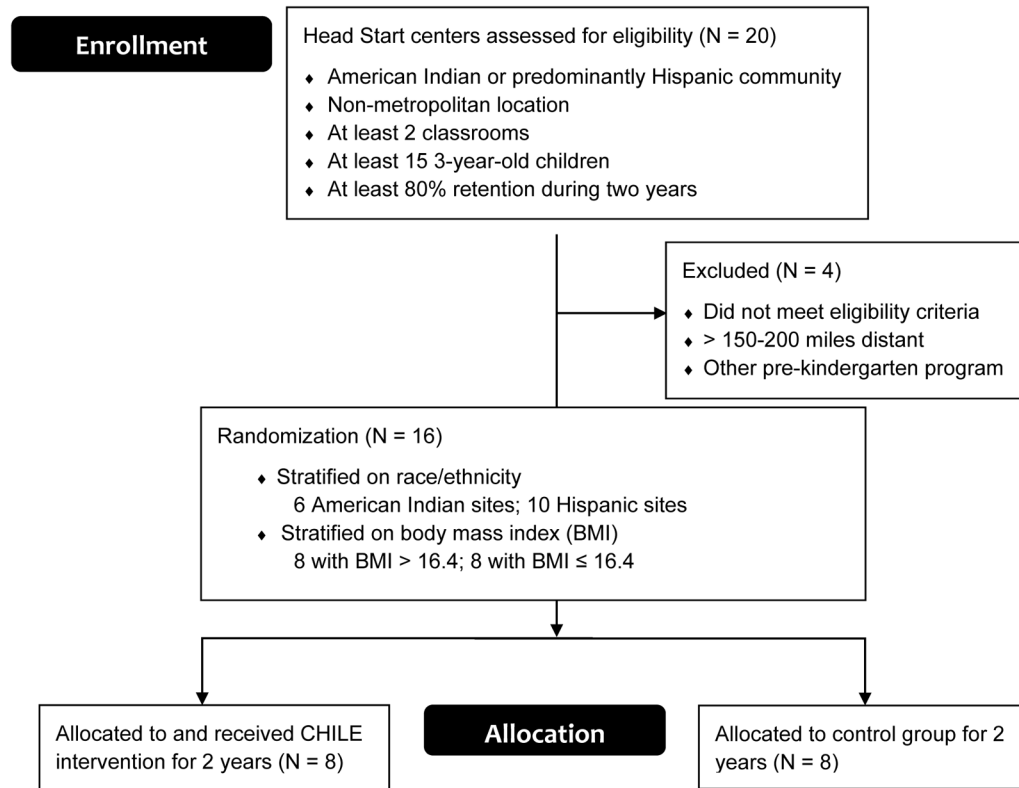 Enrollment
Head Start centers assessed for eligibility (N = 20)
♦ American Indian or predominantly Hispanic community
♦ Non-metropolitan location
♦ At least 2 classrooms
♦ At least 15 3-year-old children
♦ At least 80% retention during two years
Excluded (N = 4)
♦ Did not meet eligibility criteria
♦ > 150-200 miles distant
♦ Other pre-kindergarten program
Randomization (N = 16)
♦ Stratified on race/ethnicity
6 American Indian sites; 10 Hispanic sites
♦ Stratified on body mass index (BMI)
8 with BMI > 16.4; 8 with BMI ≤ 16.4
Allocated to and received CHILE
intervention for 2 years (N = 8)
Allocation
Allocated to control group for 2
years (N = 8)